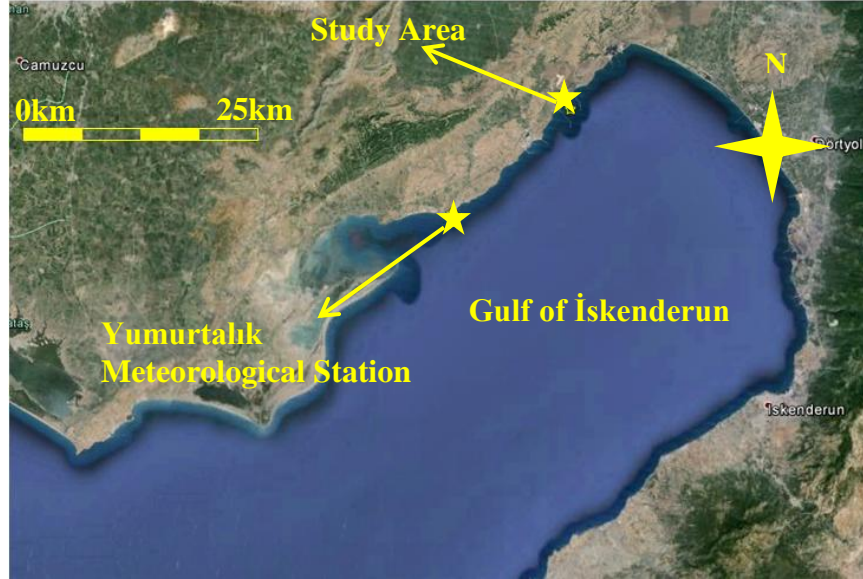 Study Area
Camuzcu
N
0km 25km
Dörtyol
Gulf of İskenderun
Yumurtalık
Meteorological Station
İskenderun